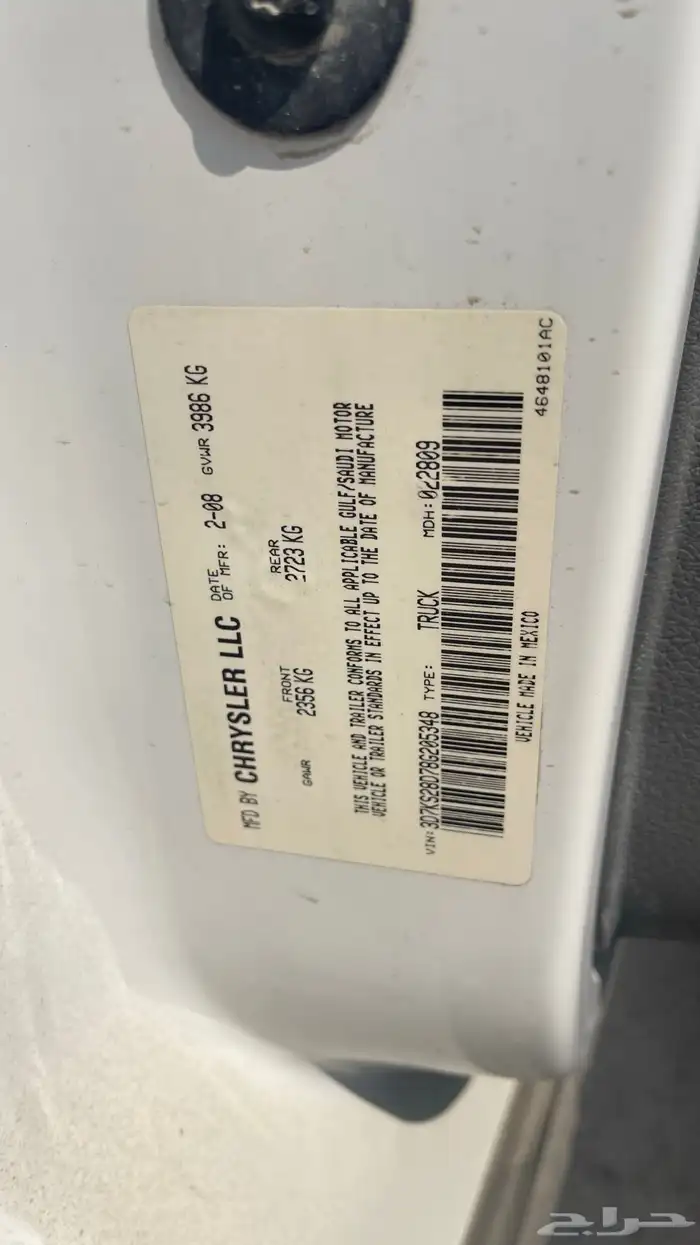 MFD BY CHRYSLER LLC DATE OF MFR: 2-08 GVWR 3986 KG
FRONT REAR
GAWR 2356 KG 2723 KG
THIS VEHICLE AND TRAILER CONFORMS TO ALL APPLICABLE GULF/SAUDI MOTOR
VEHICLE OR TRAILER STANDARDS IN EFFECT UP TO THE DATE OF MANUFACTURE
VIN: 3D7KS28D78G205348 TYPE: TRUCK MDH: 022809
VEHICLE MADE IN MEXICO
4648101AC
حراج